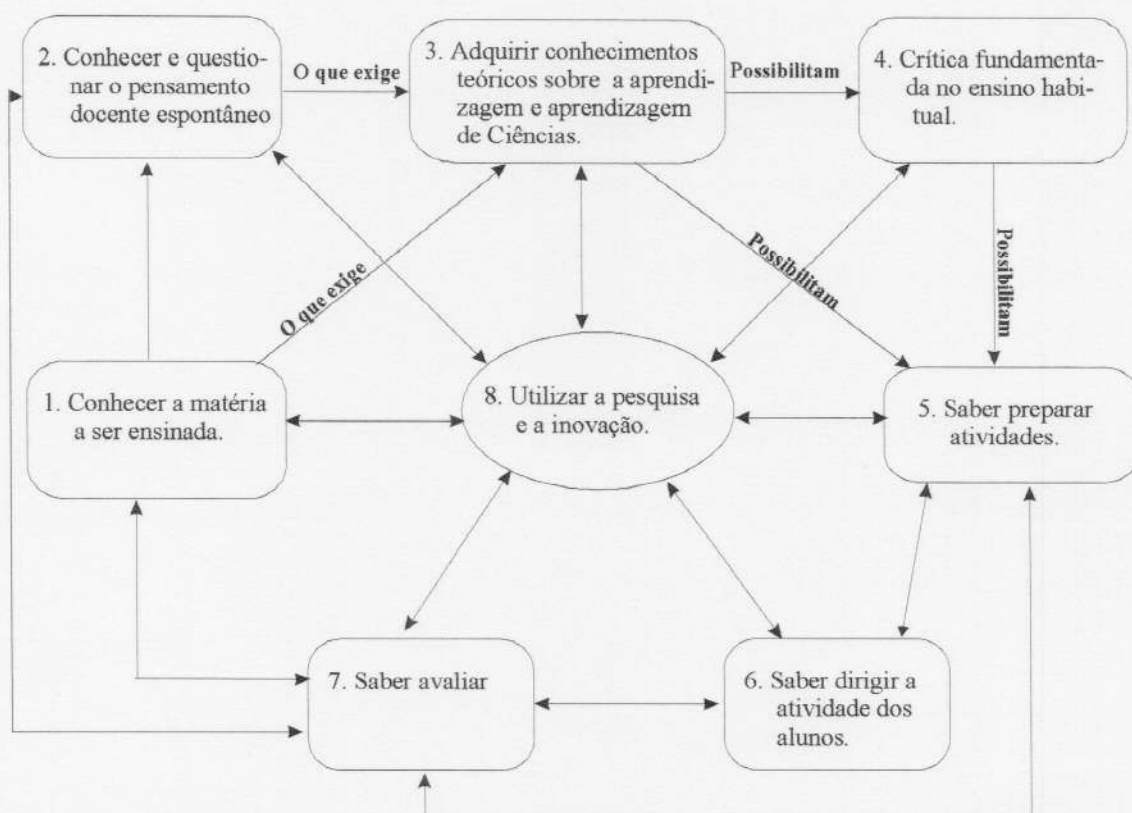 2. Conhecer e questio-
nar o pensamento
docente espontâneo
O que exige
3. Adquirir conhecimentos
teóricos sobre a aprendi-
zagem e aprendizagem
de Ciências.
Possibilitam
4. Crítica fundamenta-
da no ensino habi-
tual.
O que exige
Possibilitam
Possibilitam
1. Conhecer a matéria
a ser ensinada.
8. Utilizar a pesquisa
e a inovação.
5. Saber preparar
atividades.
7. Saber avaliar
6. Saber dirigir a
atividade dos
alunos.